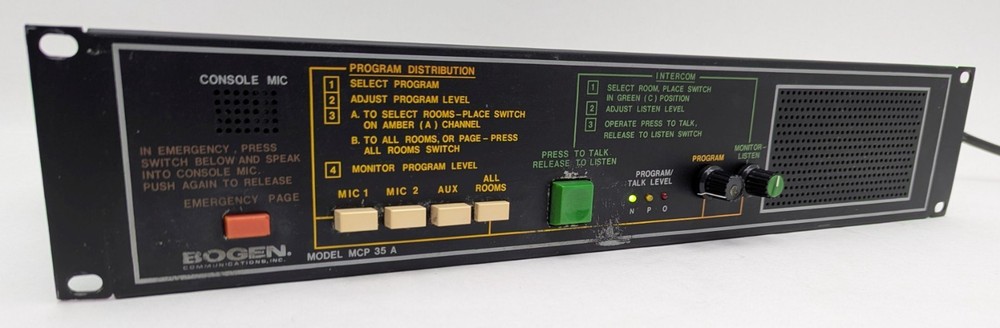 CONSOLE MIC
IN EMERGENCY, PRESS
SWITCH BELOW AND SPEAK
INTO CONSOLE MIC.
PUSH AGAIN TO RELEASE
EMERGENCY PAGE
BOGEN®
COMMUNICATIONS, INC.
PROGRAM DISTRIBUTION
1 SELECT PROGRAM
2 ADJUST PROGRAM LEVEL
3 A. TO SELECT ROOMS-PLACE SWITCH
ON AMBER (A) CHANNEL
B. TO ALL ROOMS, OR PAGE-PRESS
ALL ROOMS SWITCH
4 MONITOR PROGRAM LEVEL
MIC 1 MIC 2 AUX ALL
ROOMS
MODEL MCP 35 A
INTERCOM
1 SELECT ROOM, PLACE SWITCH
IN GREEN (C) POSITION
2 ADJUST LISTEN LEVEL
3 OPERATE PRESS TO TALK,
RELEASE TO LISTEN SWITCH
PRESS TO TALK
RELEASE TO LISTEN
PROGRAM/
TALK LEVEL
N P O
PROGRAM
MONITOR-
LISTEN